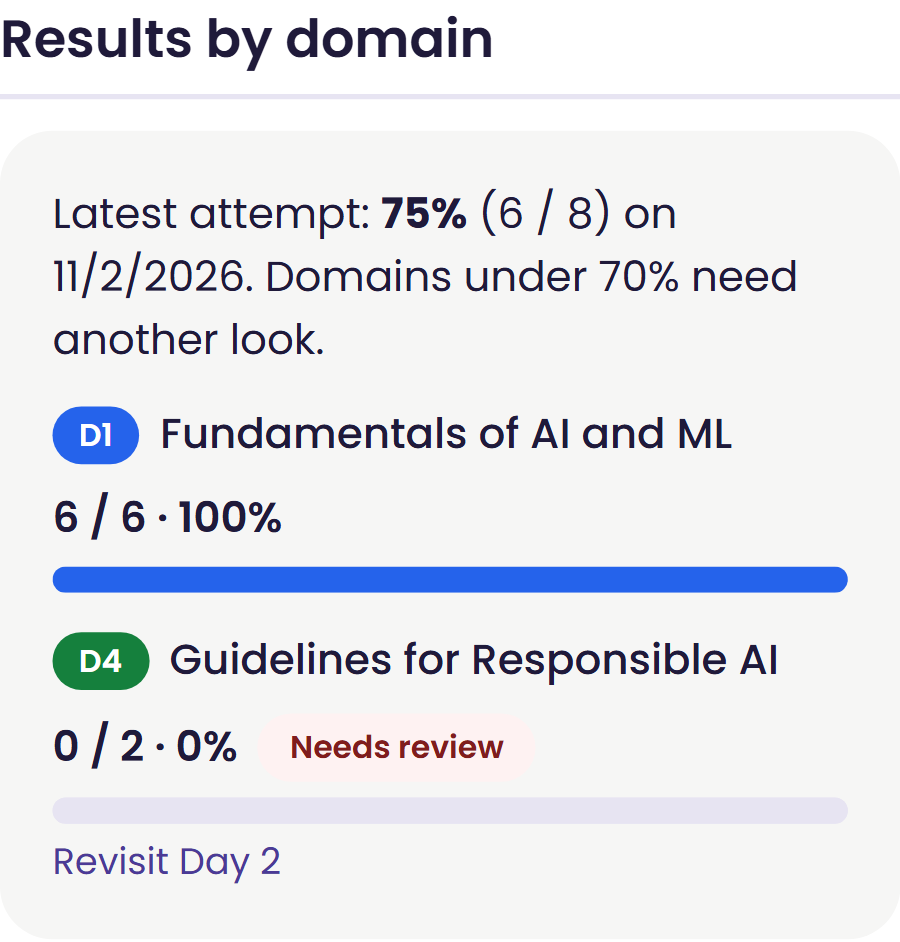 Results by domain
Latest attempt: 75% (6 / 8) on
11/2/2026. Domains under 70% need
another look.
D1 Fundamentals of AI and ML
6 / 6 · 100%
D4 Guidelines for Responsible AI
0 / 2 · 0% Needs review
Revisit Day 2